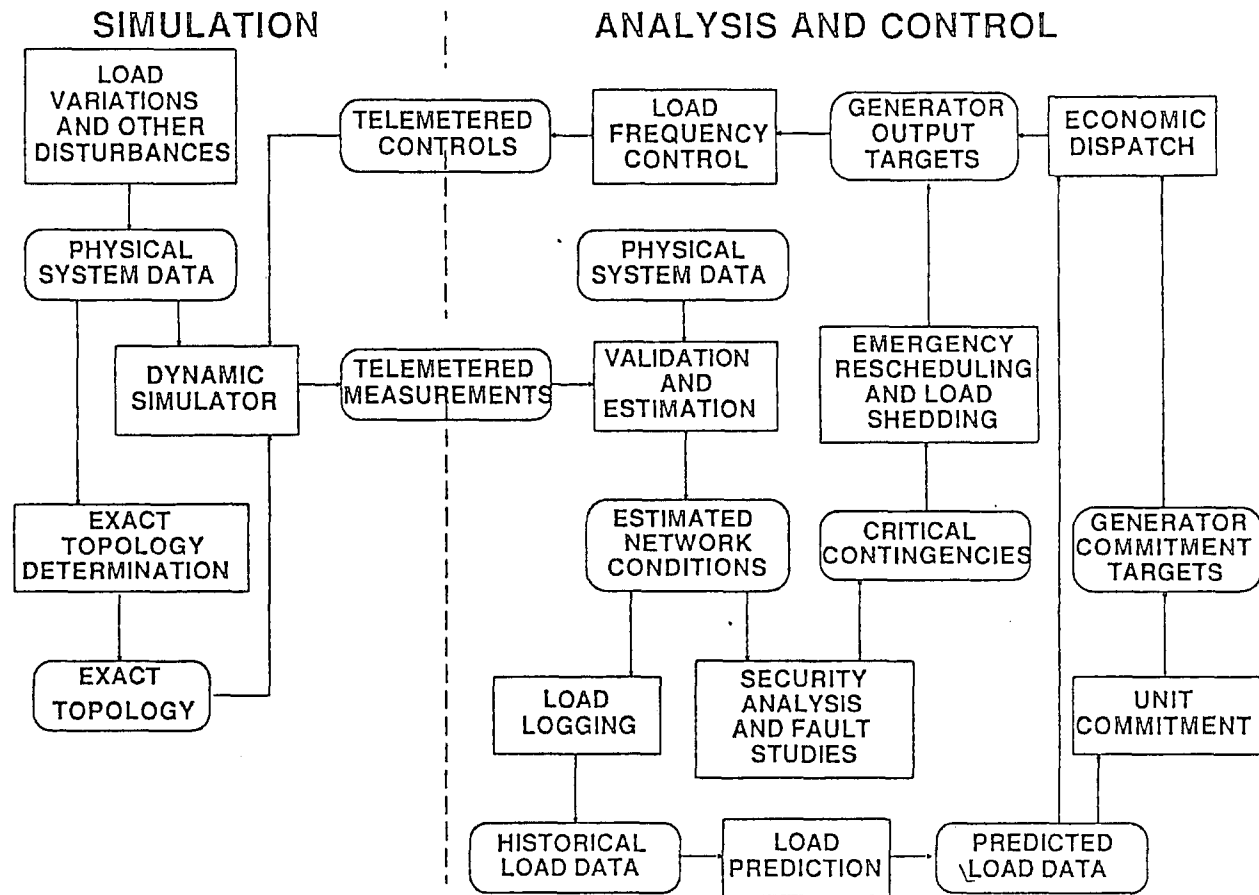 SIMULATION
ANALYSIS AND CONTROL
LOAD
VARIATIONS
AND OTHER
DISTURBANCES
TELEMETERED
CONTROLS
LOAD
FREQUENCY
CONTROL
GENERATOR
OUTPUT
TARGETS
ECONOMIC
DISPATCH
PHYSICAL
SYSTEM DATA
PHYSICAL
SYSTEM DATA
DYNAMIC
SIMULATOR
TELEMETERED
MEASUREMENTS
VALIDATION
AND
ESTIMATION
EMERGENCY
RESCHEDULING
AND LOAD
SHEDDING
EXACT
TOPOLOGY
DETERMINATION
ESTIMATED
NETWORK
CONDITIONS
CRITICAL
CONTINGENCIES
GENERATOR
COMMITMENT
TARGETS
EXACT
TOPOLOGY
LOAD
LOGGING
SECURITY
ANALYSIS
AND FAULT
STUDIES
UNIT
COMMITMENT
HISTORICAL
LOAD DATA
LOAD
PREDICTION
PREDICTED
LOAD DATA